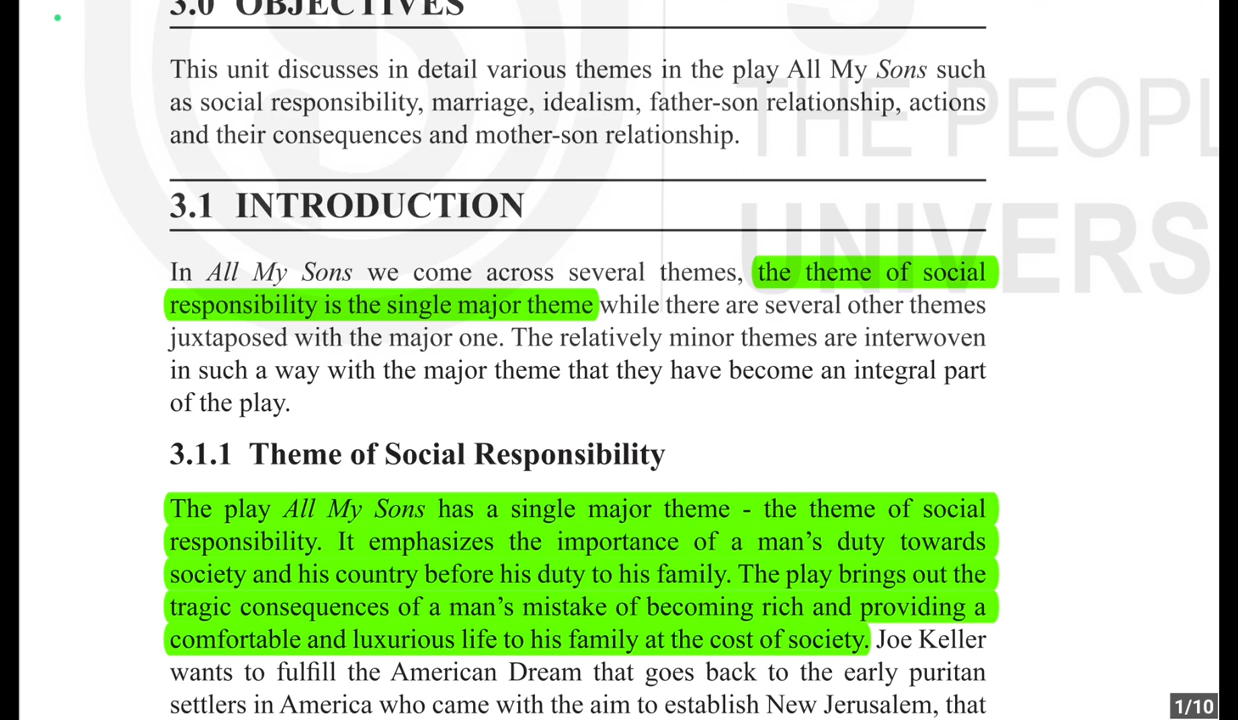 3.0 OBJECTIVES
This unit discusses in detail various themes in the play All My Sons such
as social responsibility, marriage, idealism, father-son relationship, actions
and their consequences and mother-son relationship.
THE PEOPL
UNIVERS
3.1 INTRODUCTION
In All My Sons we come across several themes, the theme of social
responsibility is the single major theme while there are several other themes
juxtaposed with the major one. The relatively minor themes are interwoven
in such a way with the major theme that they have become an integral part
of the play.
3.1.1 Theme of Social Responsibility
The play All My Sons has a single major theme - the theme of social
responsibility. It emphasizes the importance of a man's duty towards
society and his country before his duty to his family. The play brings out the
tragic consequences of a man's mistake of becoming rich and providing a
comfortable and luxurious life to his family at the cost of society. Joe Keller
wants to fulfill the American Dream that goes back to the early puritan
settlers in America who came with the aim to establish New Jerusalem, that
1/10